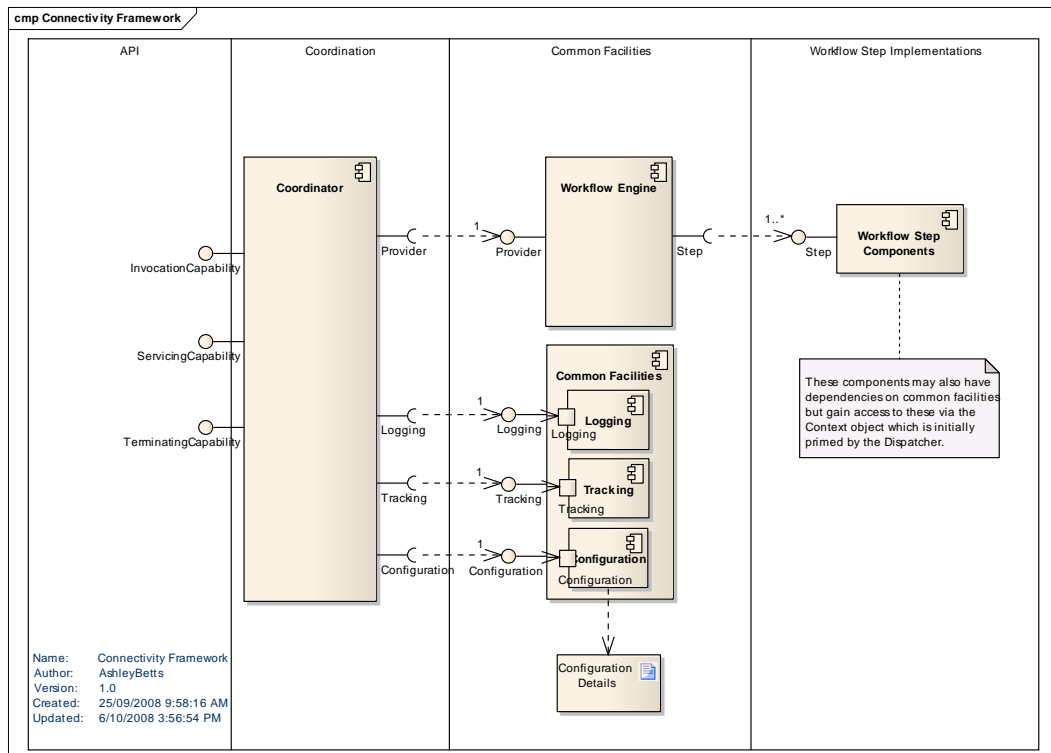 cmp Connectivity Framework
API
Coordination
Common Facilities
Workflow Step Implementations
Coordinator
Workflow Engine
Workflow Step
Components
1
Provider
Provider
1..*
Step
Step
InvocationCapability
ServicingCapability
TerminatingCapability
Common Facilities
1
Logging
Logging
Logging
Logging
1
Tracking
Tracking
Tracking
Tracking
1
Configuration
Configuration
Configuration
Configuration
These components may also have
dependencies on common facilities
but gain access to these via the
Context object which is initially
primed by the Dispatcher.
Configuration
Details
Name: Connectivity Framework
Author: AshleyBetts
Version: 1.0
Created: 25/09/2008 9:58:16 AM
Updated: 6/10/2008 3:56:54 PM